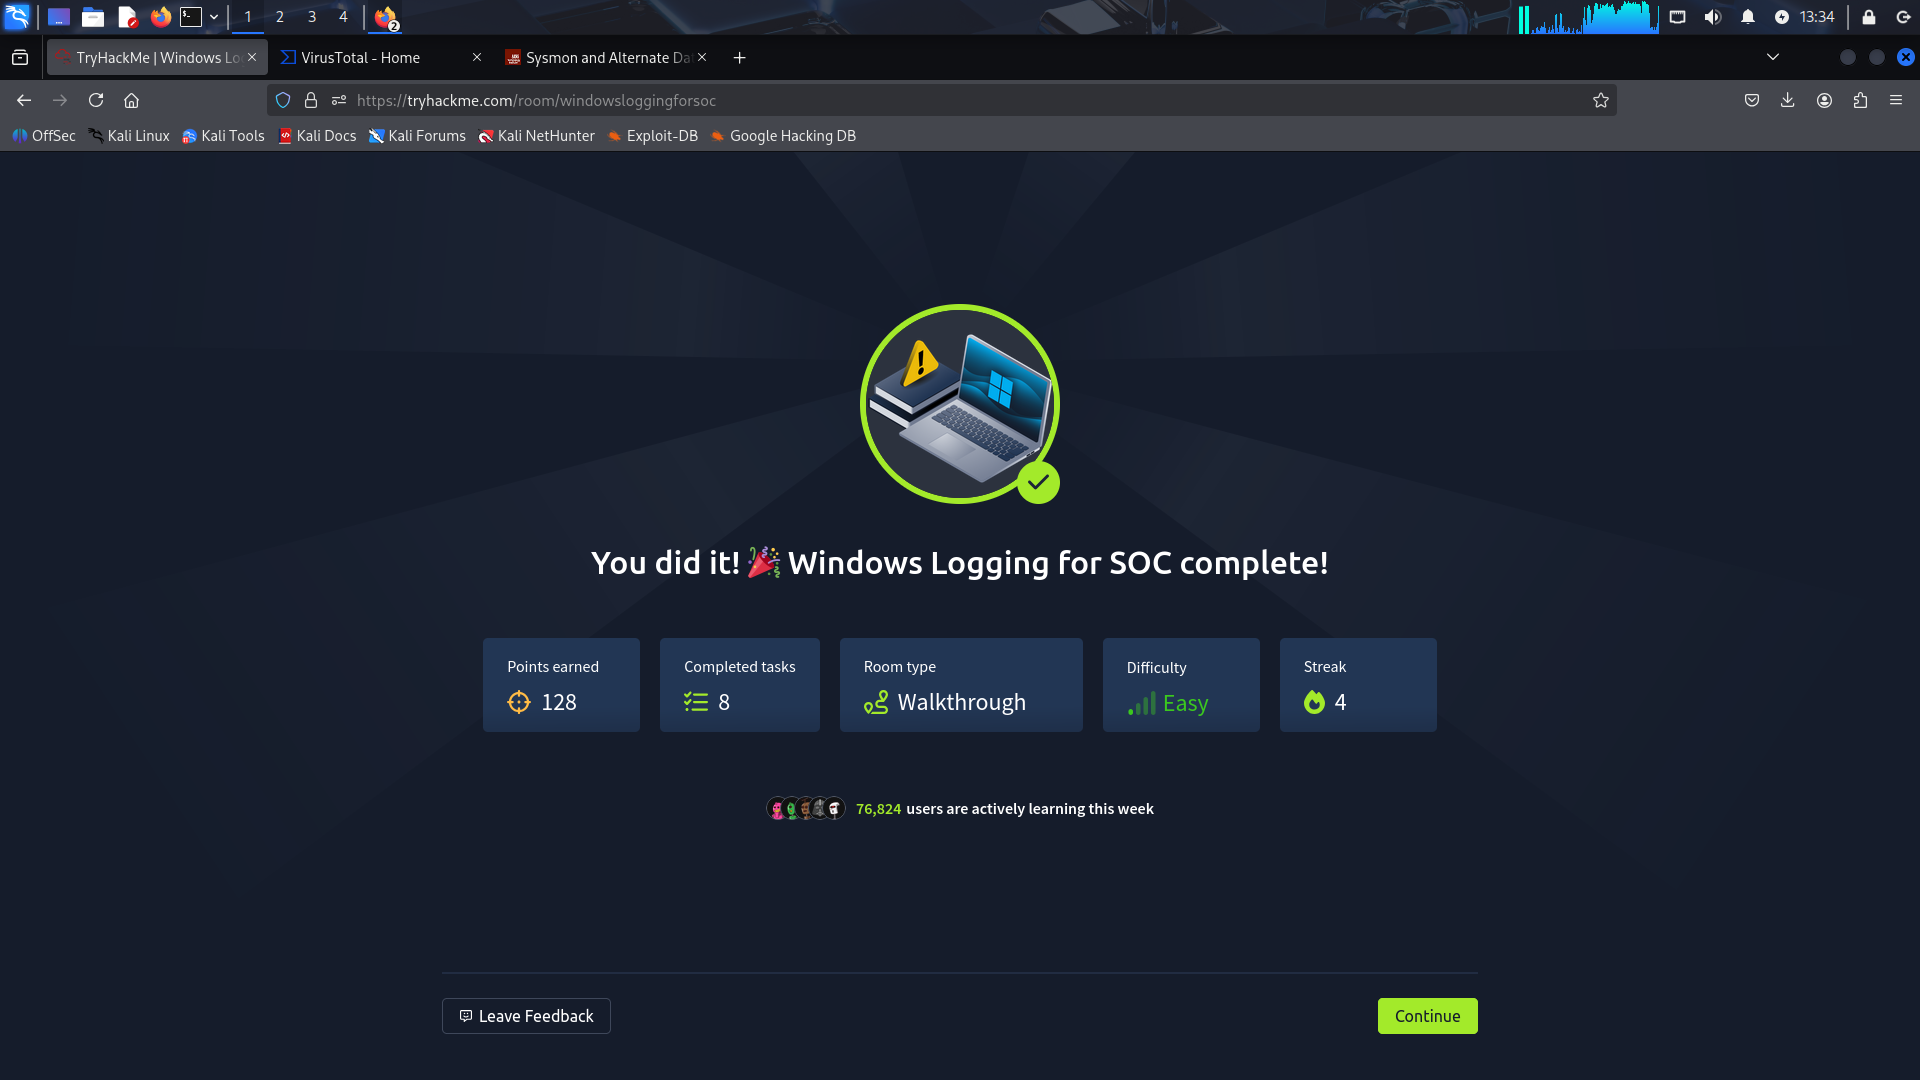 1 2 3 4 2 13:34
TryHackMe | Windows Lo
VirusTotal - Home
Sysmon and Alternate Da
https://tryhackme.com/room/windowsloggingforsoc
OffSec Kali Linux Kali Tools Kali Docs Kali Forums Kali NetHunter Exploit-DB Google Hacking DB
You did it! 🎉 Windows Logging for SOC complete!
Points earned
128
Completed tasks
8
Room type
Walkthrough
Difficulty
Easy
Streak
4
76,824 users are actively learning this week
Leave Feedback
Continue